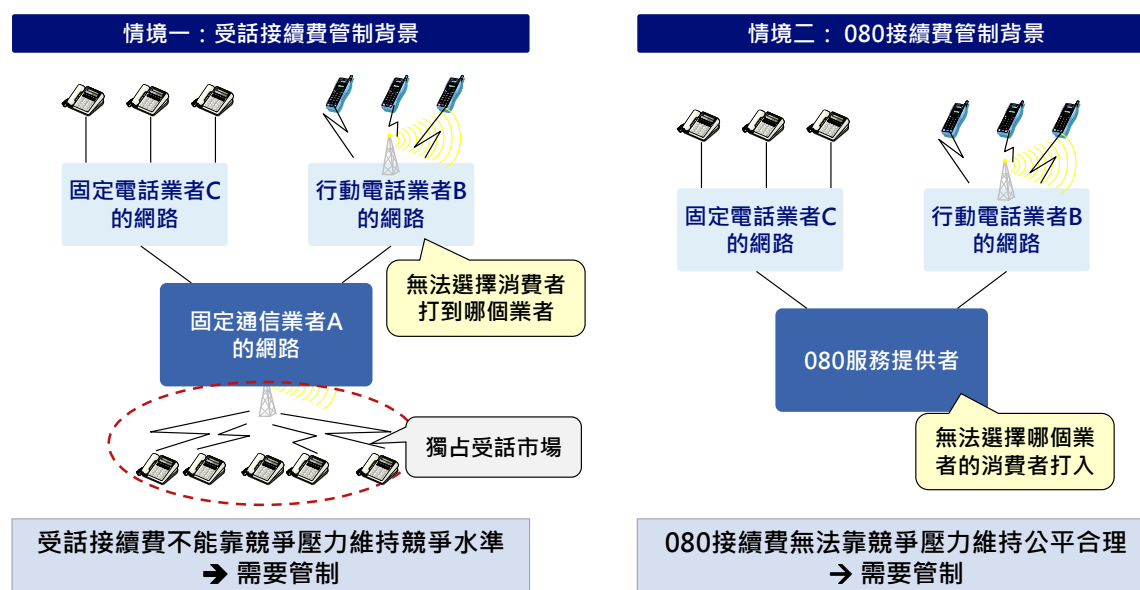 情境一：受話接續費管制背景
固定電話業者C
的網路
行動電話業者B
的網路
無法選擇消費者
打到哪個業者
固定通信業者A
的網路
獨占受話市場
受話接續費不能靠競爭壓力維持競爭水準
→ 需要管制
情境二： 080接續費管制背景
固定電話業者C
的網路
行動電話業者B
的網路
080服務提供者
無法選擇哪個業
者的消費者打入
080接續費無法靠競爭壓力維持公平合理
→ 需要管制